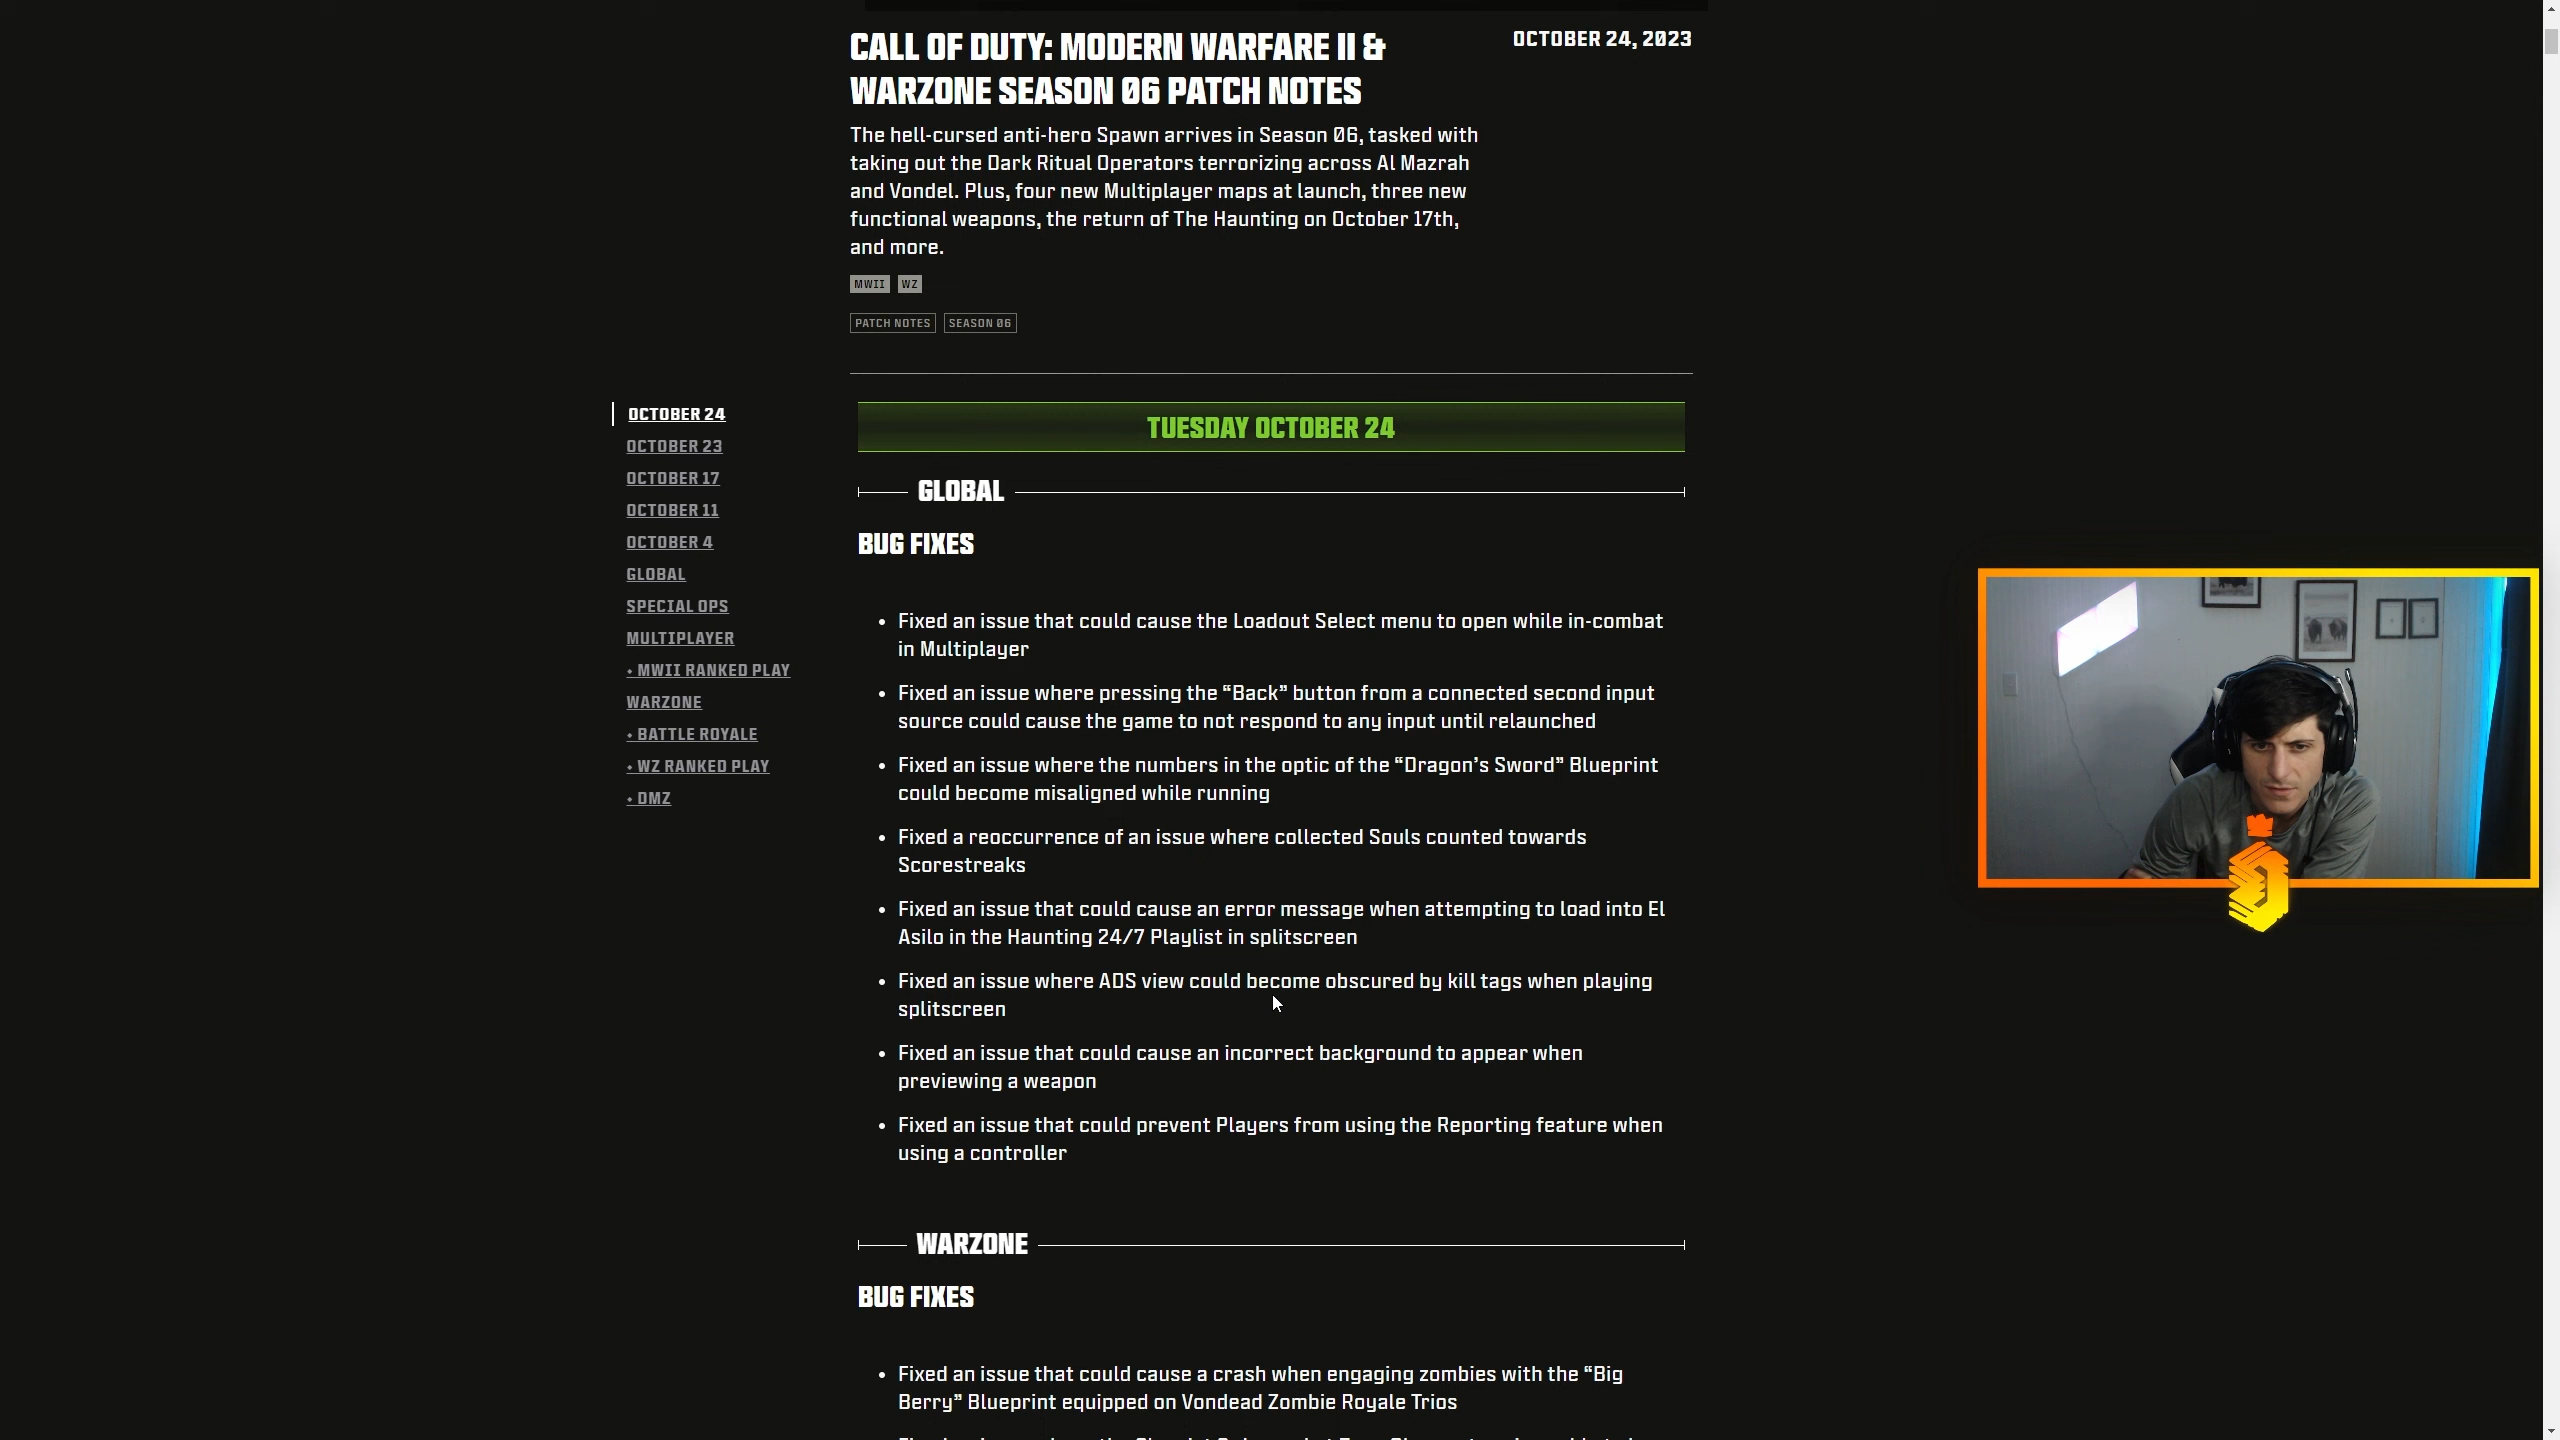 CALL OF DUTY: MODERN WARFARE II &
WARZONE SEASON 06 PATCH NOTES
OCTOBER 24, 2023
The hell-cursed anti-hero Spawn arrives in Season 06, tasked with
taking out the Dark Ritual Operators terrorizing across Al Mazrah
and Vondel. Plus, four new Multiplayer maps at launch, three new
functional weapons, the return of The Haunting on October 17th,
and more.
MWII WZ
PATCH NOTES SEASON 06
OCTOBER 24
OCTOBER 23
OCTOBER 17
OCTOBER 11
OCTOBER 4
GLOBAL
SPECIAL OPS
MULTIPLAYER
• MWII RANKED PLAY
WARZONE
• BATTLE ROYALE
• WZ RANKED PLAY
• DMZ
TUESDAY OCTOBER 24
GLOBAL
BUG FIXES
• Fixed an issue that could cause the Loadout Select menu to open while in-combat
in Multiplayer
• Fixed an issue where pressing the “Back” button from a connected second input
source could cause the game to not respond to any input until relaunched
• Fixed an issue where the numbers in the optic of the “Dragon’s Sword” Blueprint
could become misaligned while running
• Fixed a reoccurrence of an issue where collected Souls counted towards
Scorestreaks
• Fixed an issue that could cause an error message when attempting to load into El
Asilo in the Haunting 24/7 Playlist in splitscreen
• Fixed an issue where ADS view could become obscured by kill tags when playing
splitscreen
• Fixed an issue that could cause an incorrect background to appear when
previewing a weapon
• Fixed an issue that could prevent Players from using the Reporting feature when
using a controller
WARZONE
BUG FIXES
• Fixed an issue that could cause a crash when engaging zombies with the “Big
Berry” Blueprint equipped on Vondead Zombie Royale Trios